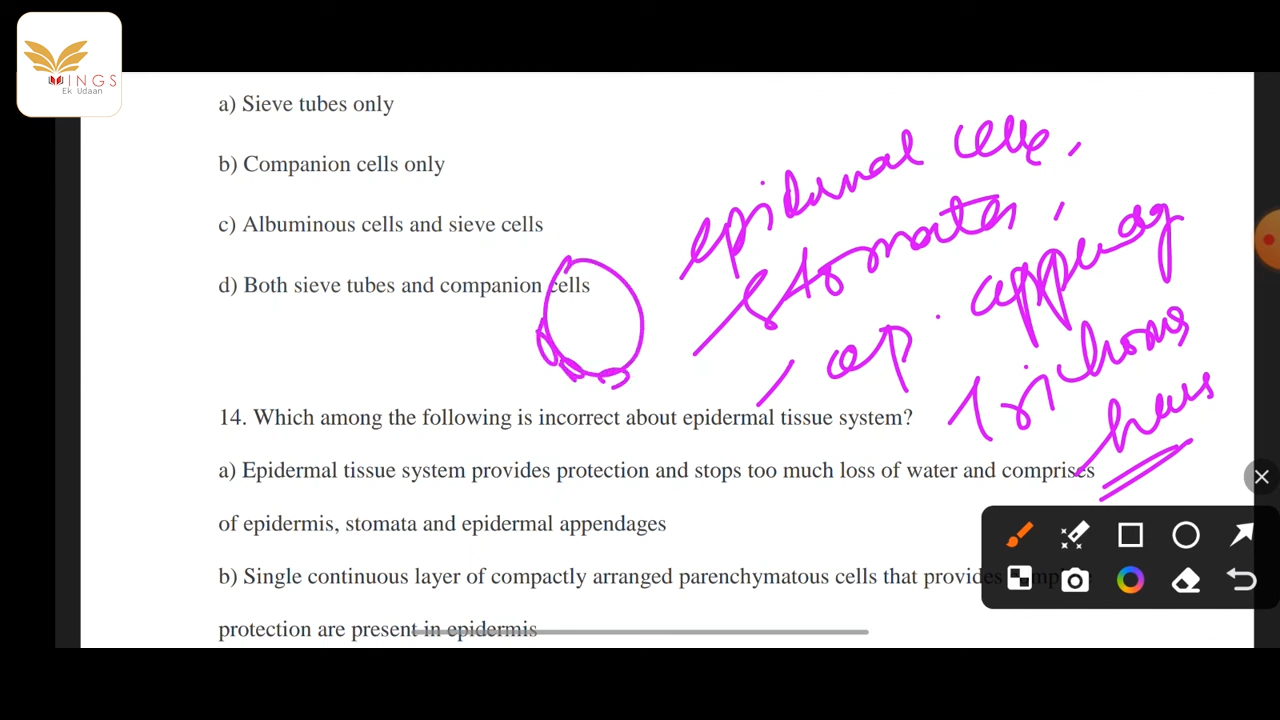 WINGS
Ek Udaan
a) Sieve tubes only
b) Companion cells only
c) Albuminous cells and sieve cells
d) Both sieve tubes and companion cells
epidermal cells,
stomata,
ep. appendag
hairs
14. Which among the following is incorrect about epidermal tissue system?
a) Epidermal tissue system provides protection and stops too much loss of water and comprises
of epidermis, stomata and epidermal appendages
b) Single continuous layer of compactly arranged parenchymatous cells that provides
protection are present in epidermis